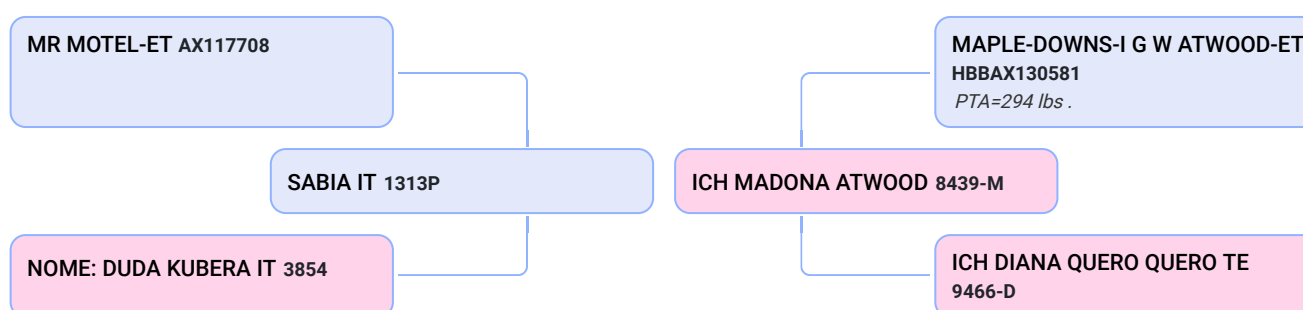 MR MOTEL-ET AX117708
MAPLE-DOWNS-I G W ATWOOD-ET
HBBAX130581
PTA=294 lbs .
SABIA IT 1313P
ICH MADONA ATWOOD 8439-M
NOME: DUDA KUBERA IT 3854
ICH DIANA QUERO QUERO TE
9466-D